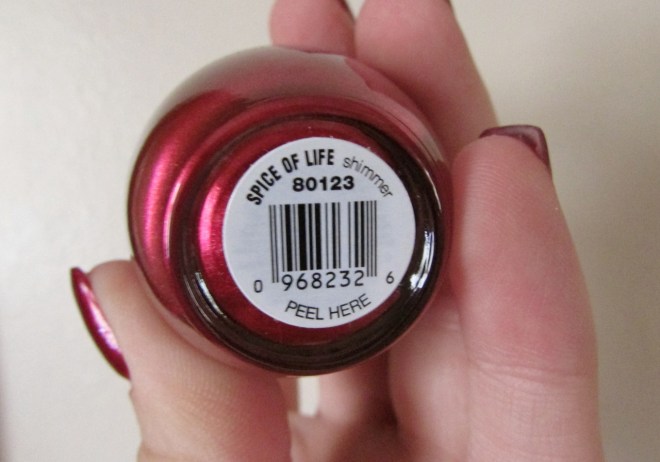 SPICE OF LIFE shimmer
80123
0 968232 6
PEEL HERE